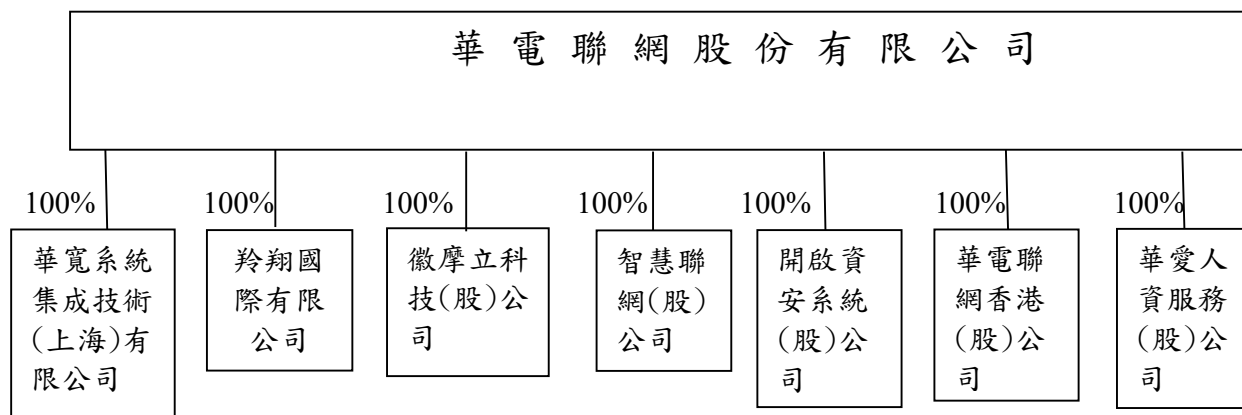 華電聯網股份有限公司
100% 100% 100% 100% 100% 100% 100%
華寬系統
集成技術
(上海)有
限公司
羚翔國
際有限
公司
徽摩立科
技(股)公
司
智慧聯
網(股)
公司
開啟資
安系統
(股)公
司
華電聯
網香港
(股)公
司
華愛人
資服務
(股)公
司